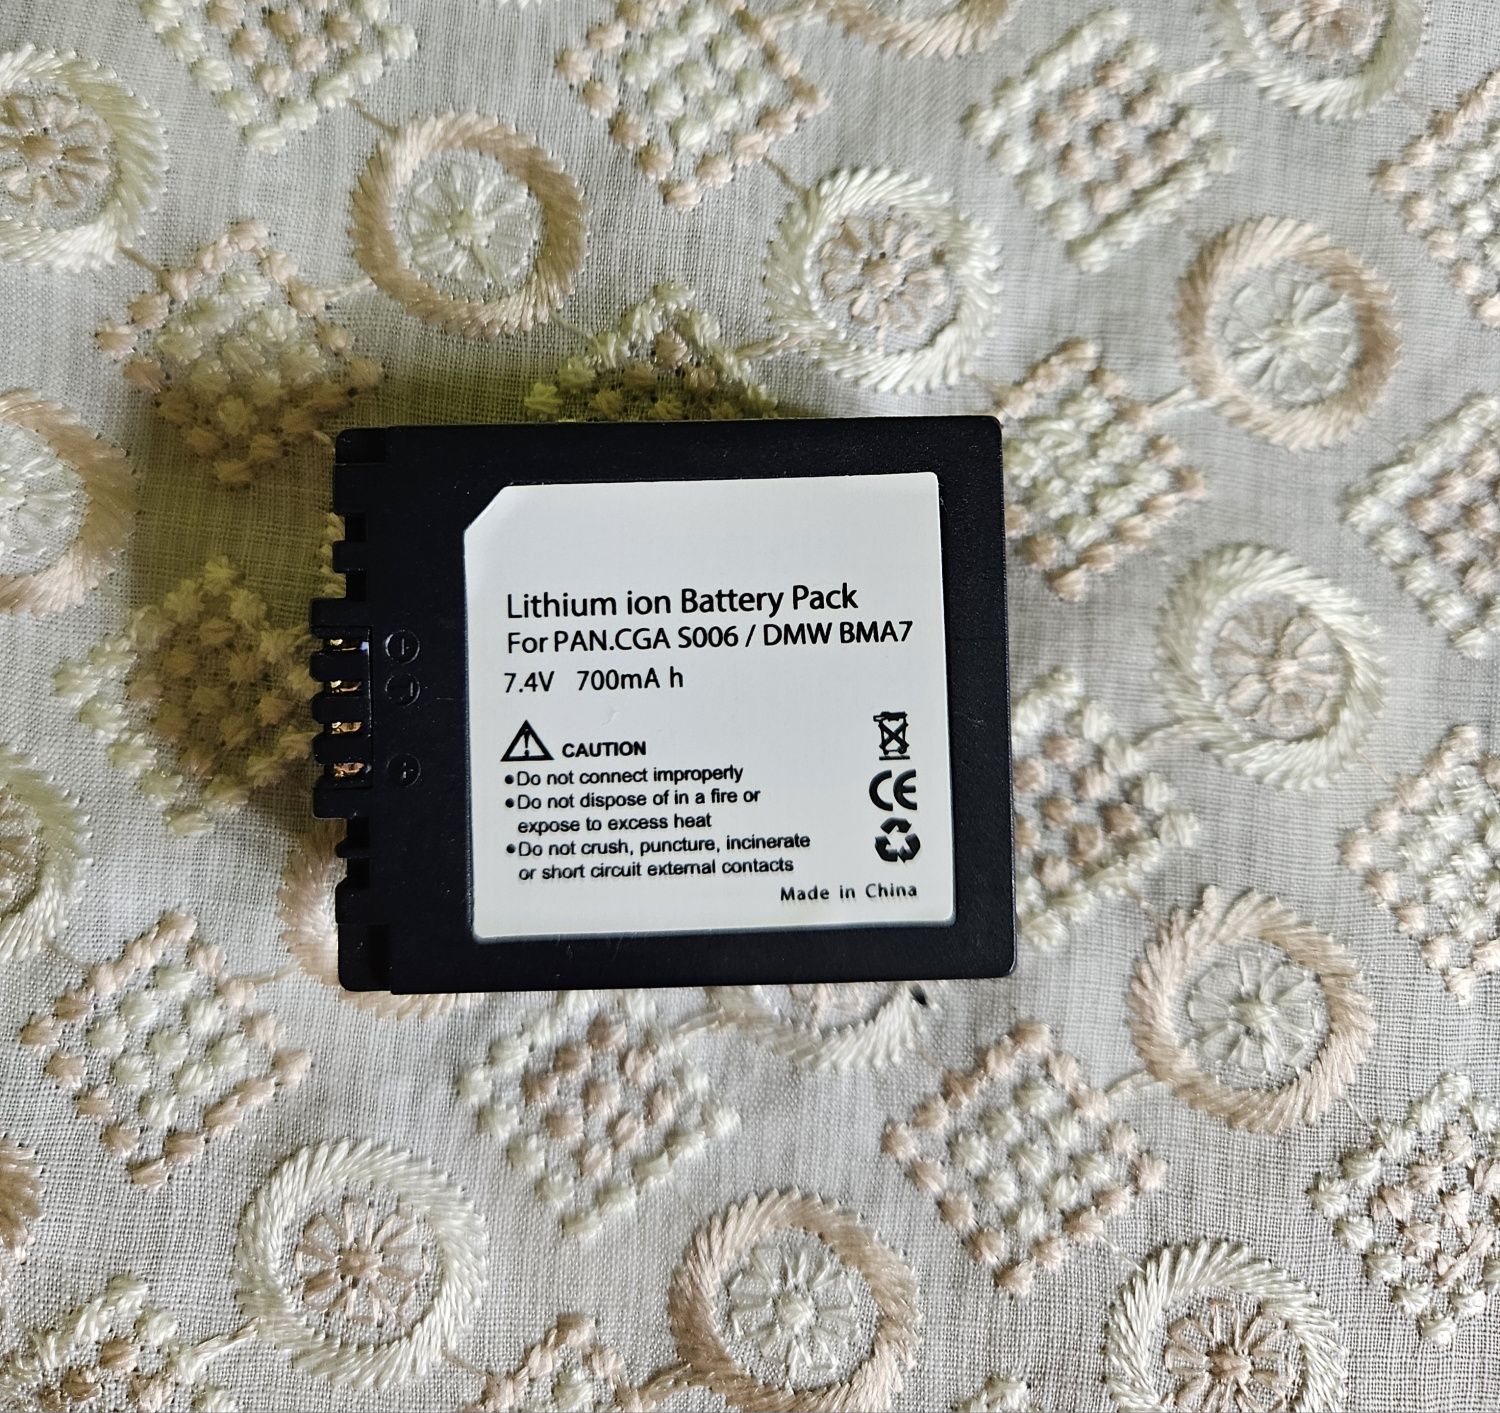 Lithium ion Battery Pack
For PAN.CGA S006 / DMW BMA7
7.4V 700mA h
CAUTION
•Do not connect improperly
•Do not dispose of in a fire or
expose to excess heat
•Do not crush, puncture, incinerate
or short circuit external contacts
CE
Made in China